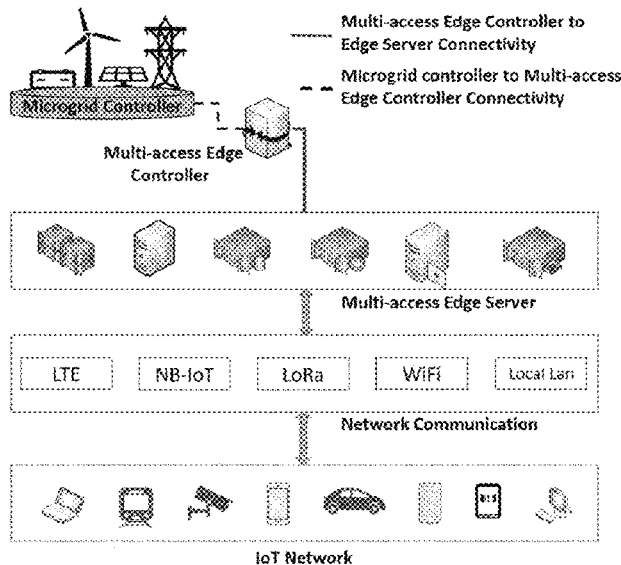 Multi-access Edge Controller to
Edge Server Connectivity
Microgrid controller to Multi-access
Edge Controller Connectivity
Microgrid Controller
Multi-access Edge
Controller
Multi-access Edge Server
LTE
NB-IoT
LoRa
WiFi
Local Lan
Network Communication
IoT Network